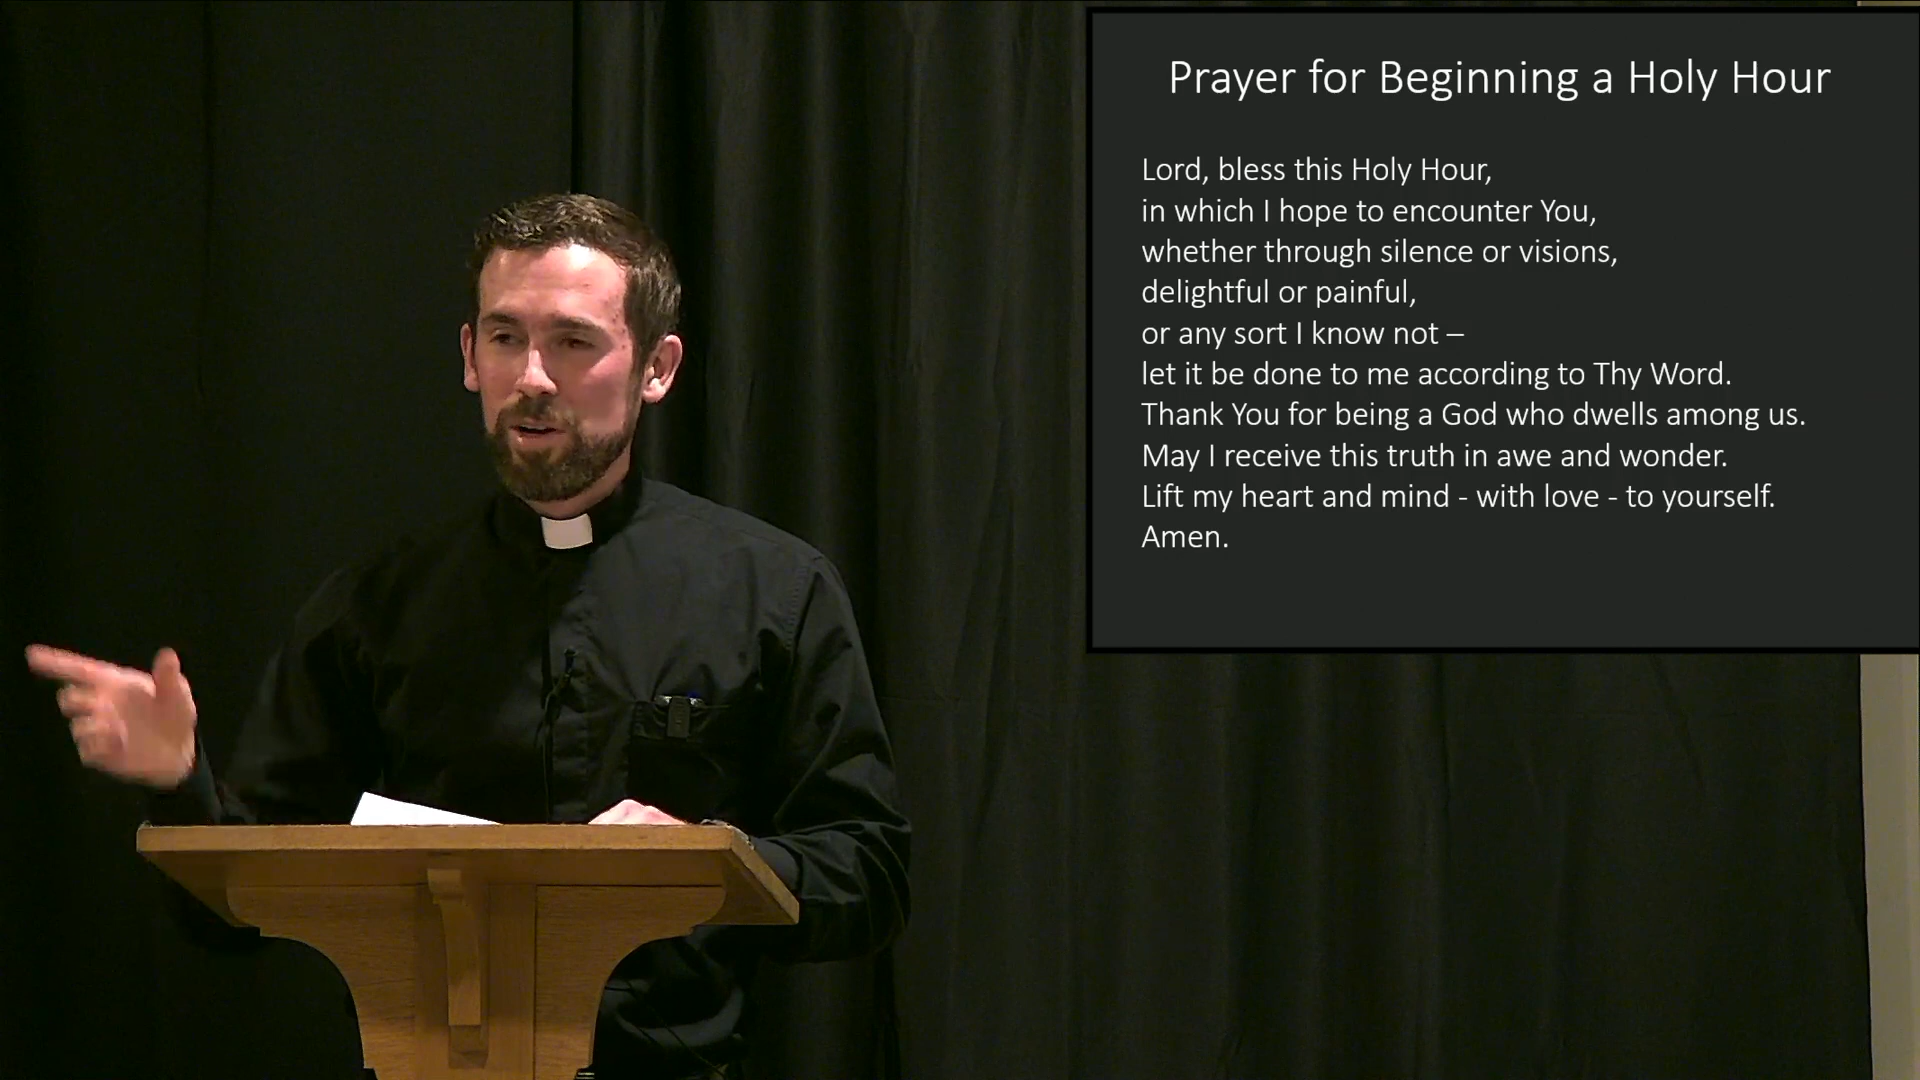 Prayer for Beginning a Holy Hour
Lord, bless this Holy Hour,
in which I hope to encounter You,
whether through silence or visions,
delightful or painful,
or any sort I know not –
let it be done to me according to Thy Word.
Thank You for being a God who dwells among us.
May I receive this truth in awe and wonder.
Lift my heart and mind - with love - to yourself.
Amen.